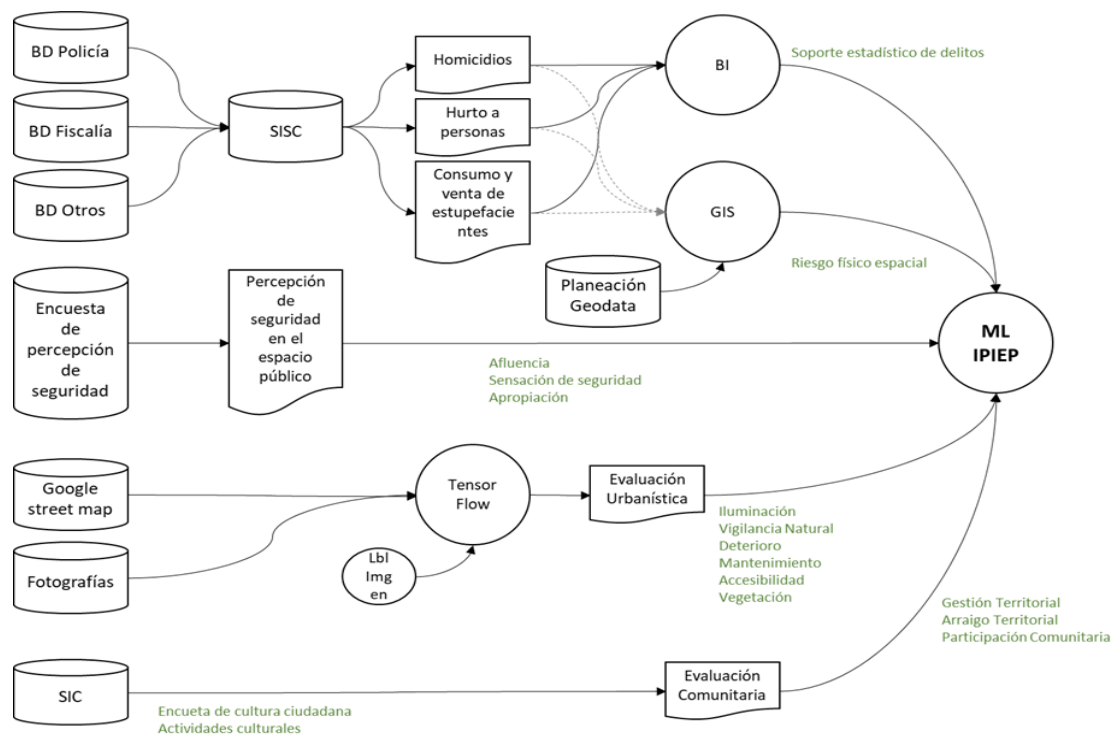 BD Policía
BD Fiscalía
BD Otros
SISC
Homicidios
Hurto a
personas
Consumo y
venta de
estupefacie
ntes
BI
Soporte estadístico de delitos
GIS
Riesgo físico espacial
Planeación
Geodata
Encuesta
de
percepción
de
seguridad
Percepción
de
seguridad
en el
espacio
público
Afluencia
Sensación de seguridad
Apropiación
ML
IPIEP
Google
street map
Fotografías
Tensor
Flow
Lbl
Img
en
Evaluación
Urbanística
Iluminación
Vigilancia Natural
Deterioro
Mantenimiento
Accesibilidad
Vegetación
Gestión Territorial
Arraigo Territorial
Participación Comunitaria
SIC
Encueta de cultura ciudadana
Actividades culturales
Evaluación
Comunitaria